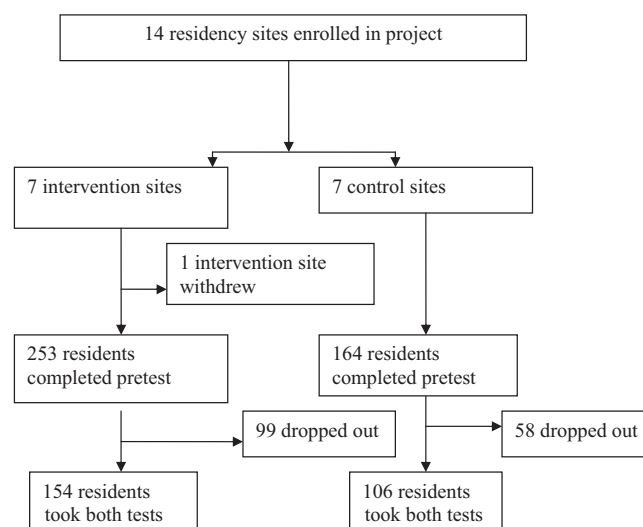 14 residency sites enrolled in project
7 intervention sites
7 control sites
1 intervention site
withdrew
253 residents
completed pretest
164 residents
completed pretest
99 dropped out
58 dropped out
154 residents
took both tests
106 residents
took both tests